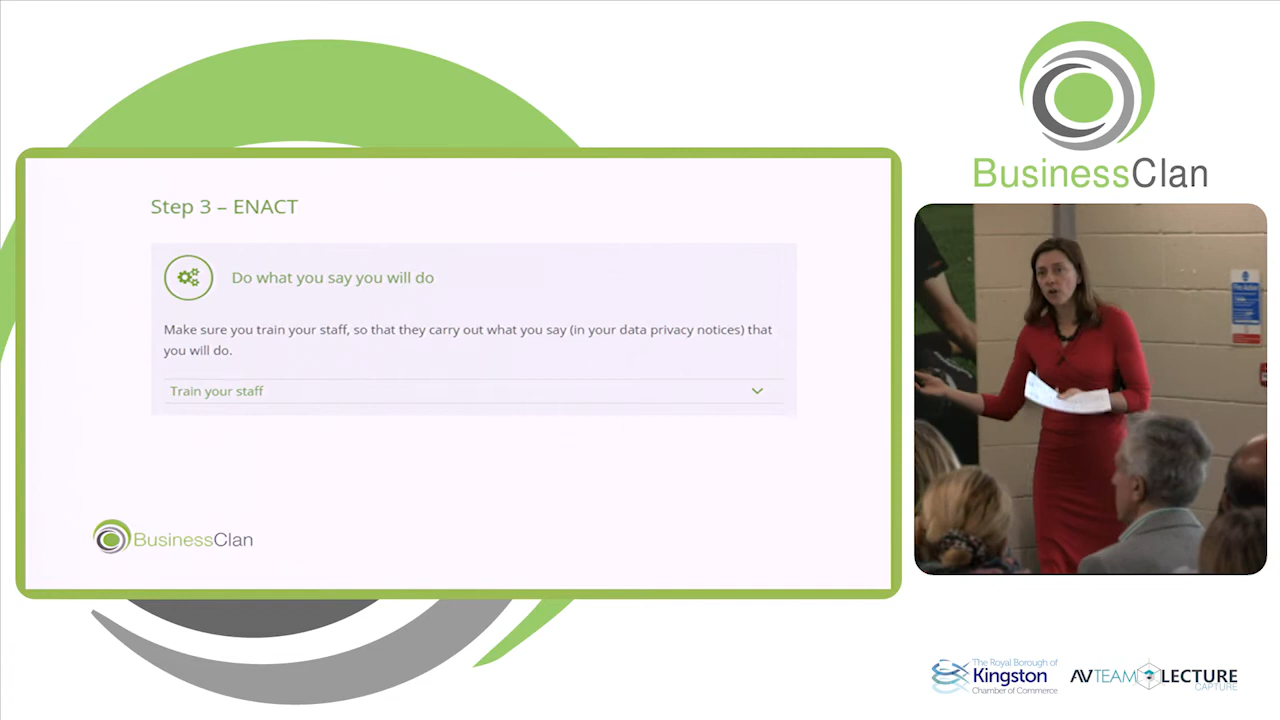 BusinessClan
Step 3 – ENACT
Do what you say you will do
Make sure you train your staff, so that they carry out what you say (in your data privacy notices) that
you will do.
Train your staff
BusinessClan
Fire Action
The Royal Borough of
Kingston
Chamber of Commerce
AVTEAM LECTURE
CAPTURE